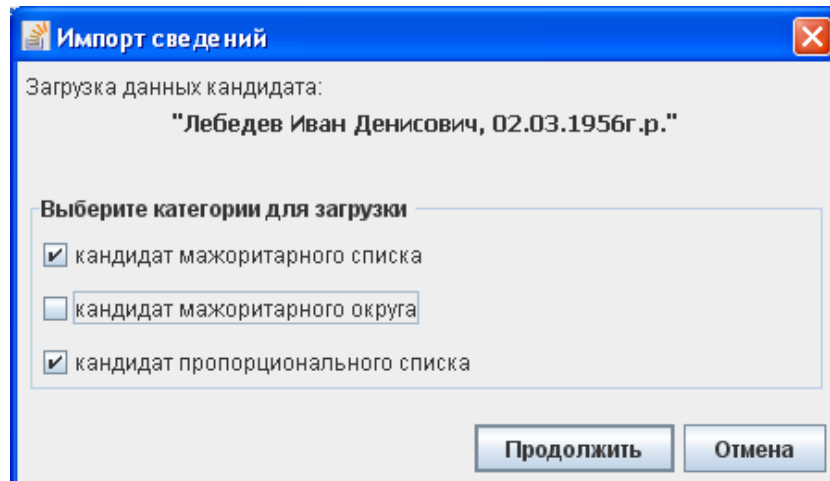 Импорт сведений
Загрузка данных кандидата:
"Лебедев Иван Денисович, 02.03.1956г.р."
Выберите категории для загрузки
кандидат мажоритарного списка
кандидат мажоритарного округа
кандидат пропорционального списка
Продолжить Отмена